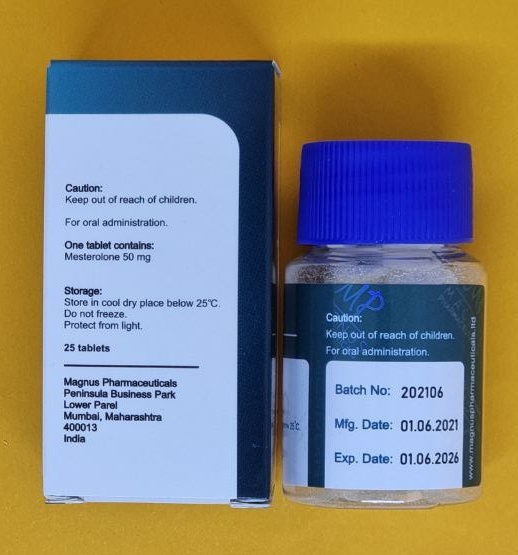 Caution:
Keep out of reach of children.
For oral administration.
One tablet contains:
Mesterolone 50 mg
Storage:
Store in cool dry place below 25℃.
Do not freeze.
Protect from light.
25 tablets
Magnus Pharmaceuticals
Peninsula Business Park
Lower Parel
Mumbai, Maharashtra
400013
India
MP
Caution:
Keep out of reach of children.
For oral administration.
Batch No: 202106
Mfg. Date: 01.06.2021
Exp. Date: 01.06.2026
www.magnuspharmaceuticals.ltd
25℃.